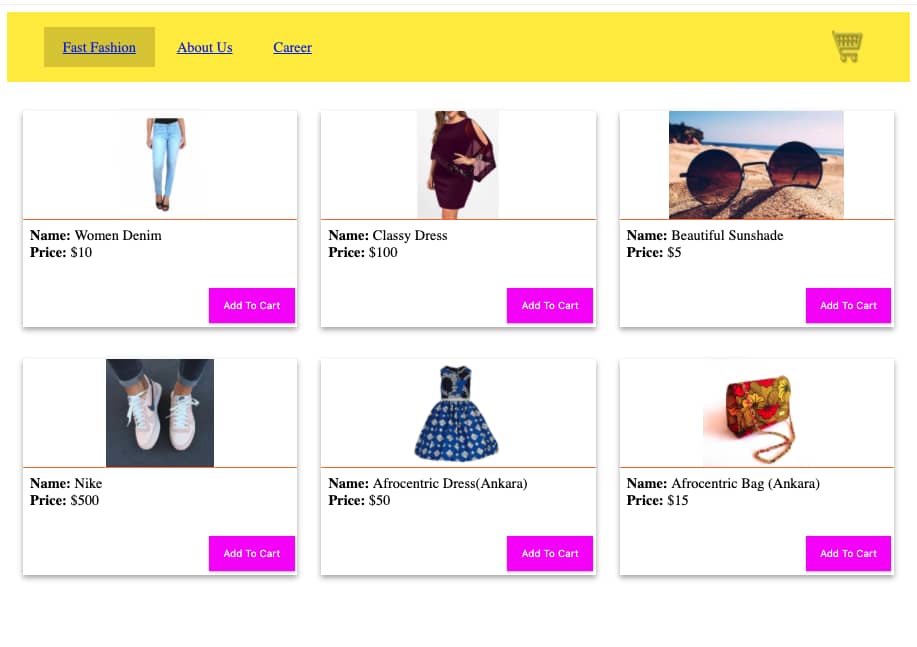 Fast Fashion About Us Career
Name: Women Denim
Price: $10
Add To Cart
Name: Classy Dress
Price: $100
Add To Cart
Name: Beautiful Sunshade
Price: $5
Add To Cart
Name: Nike
Price: $500
Add To Cart
Name: Afrocentric Dress(Ankara)
Price: $50
Add To Cart
Name: Afrocentric Bag (Ankara)
Price: $15
Add To Cart